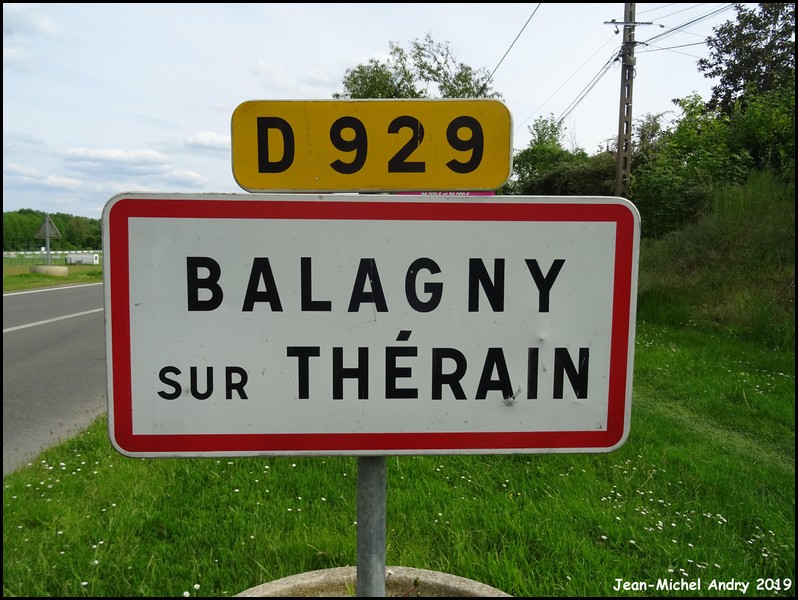 D 929
BALAGNY
SUR THÉRAIN
Jean-Michel Andry 2019